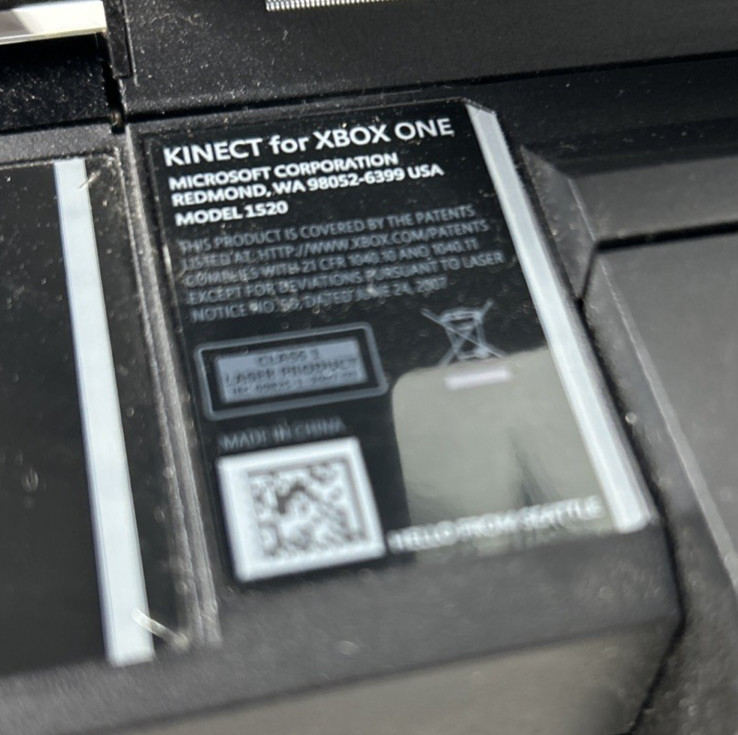 KINECT for XBOX ONE
MICROSOFT CORPORATION
REDMOND, WA 98052-6399 USA
MODEL 1520
THIS PRODUCT IS COVERED BY THE PATENTS
LISTED AT, HTTP://WWW.XBOX.COM/PATENTS
COMPLIES WITH 21 CFR 1040.10 AND 1040.11
EXCEPT FOR DEVIATIONS PURSUANT TO LASER
NOTICE NO. 50, DATED JUNE 24, 2007
CLASS 1
LASER PRODUCT
MADE IN CHINA
HELLO FROM SEATTLE